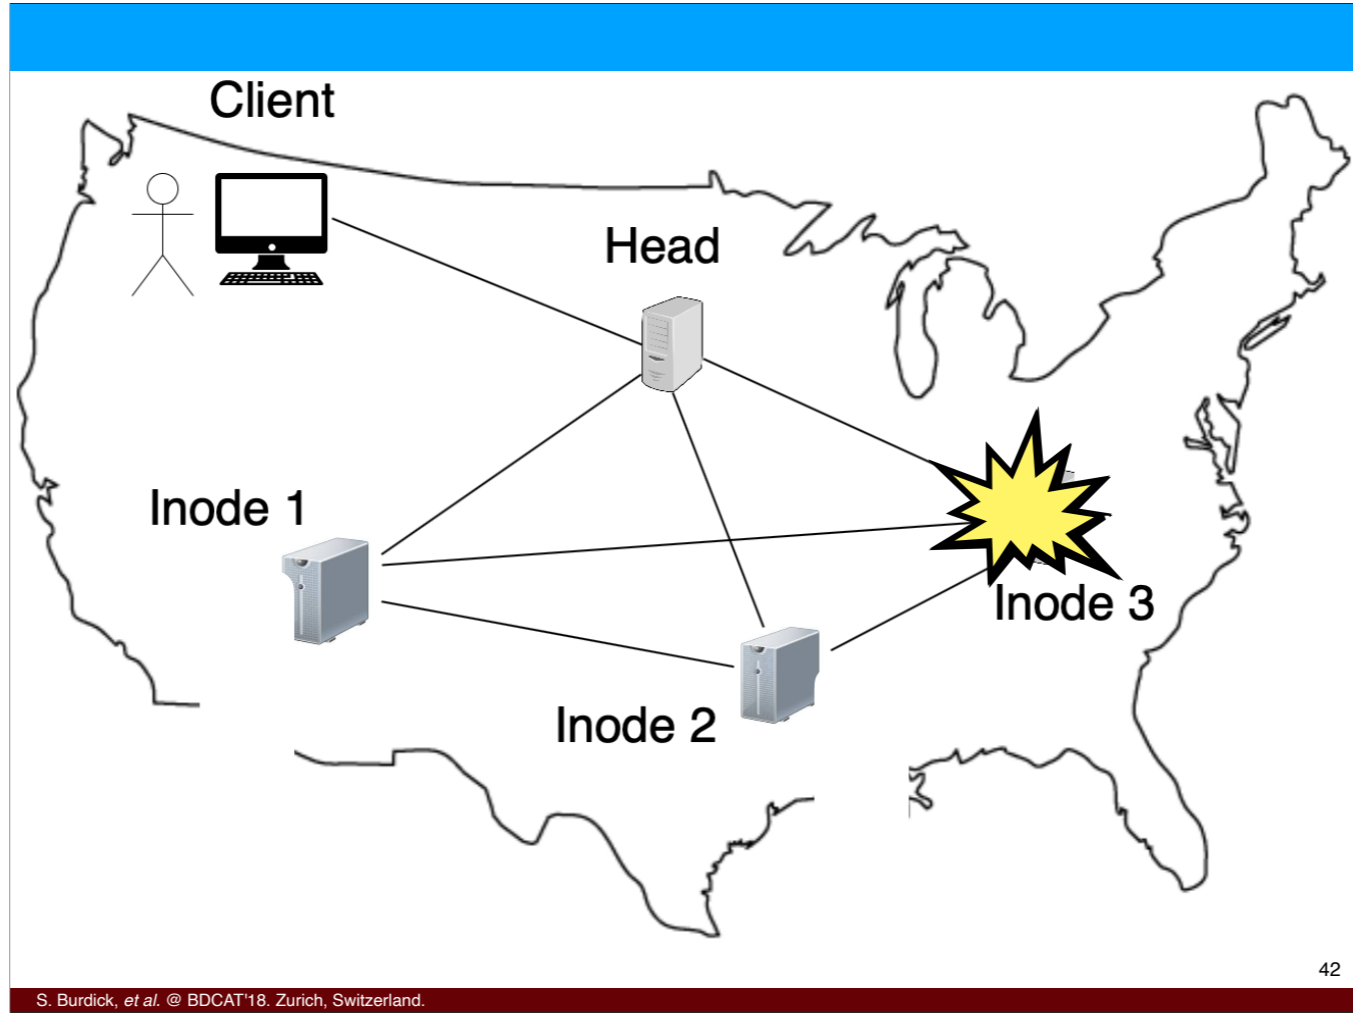 Client
Head
Inode 1
Inode 3
Inode 2
42
S. Burdick, et al. @ BDCAT'18. Zurich, Switzerland.